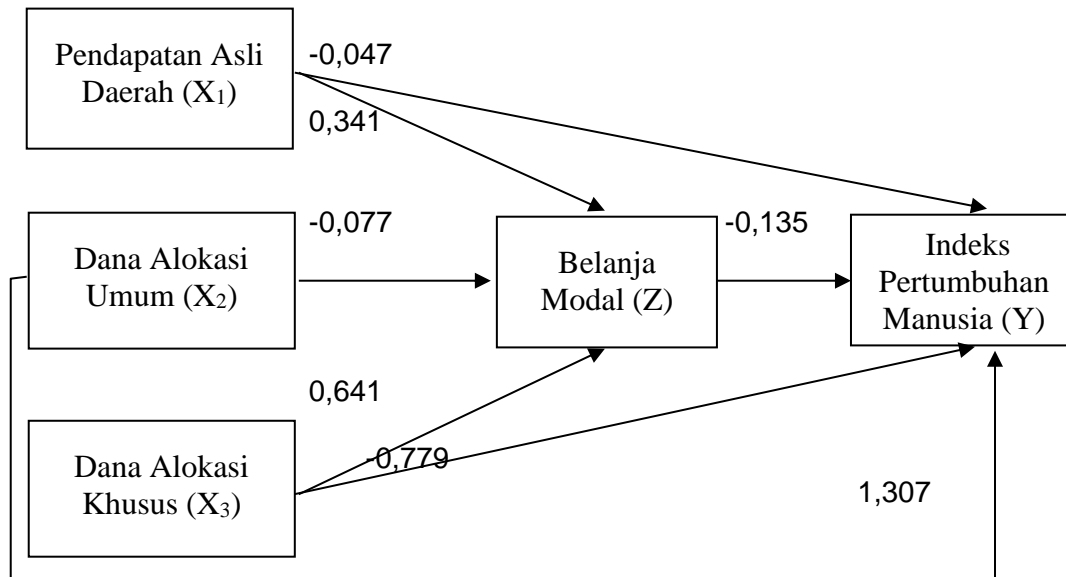 Pendapatan Asli
Daerah (X₁)
-0,047
0,341
Dana Alokasi
Umum (X₂)
-0,077
Belanja
Modal (Z)
-0,135
Indeks
Pertumbuhan
Manusia (Y)
0,641
Dana Alokasi
Khusus (X₃)
-0,779
1,307